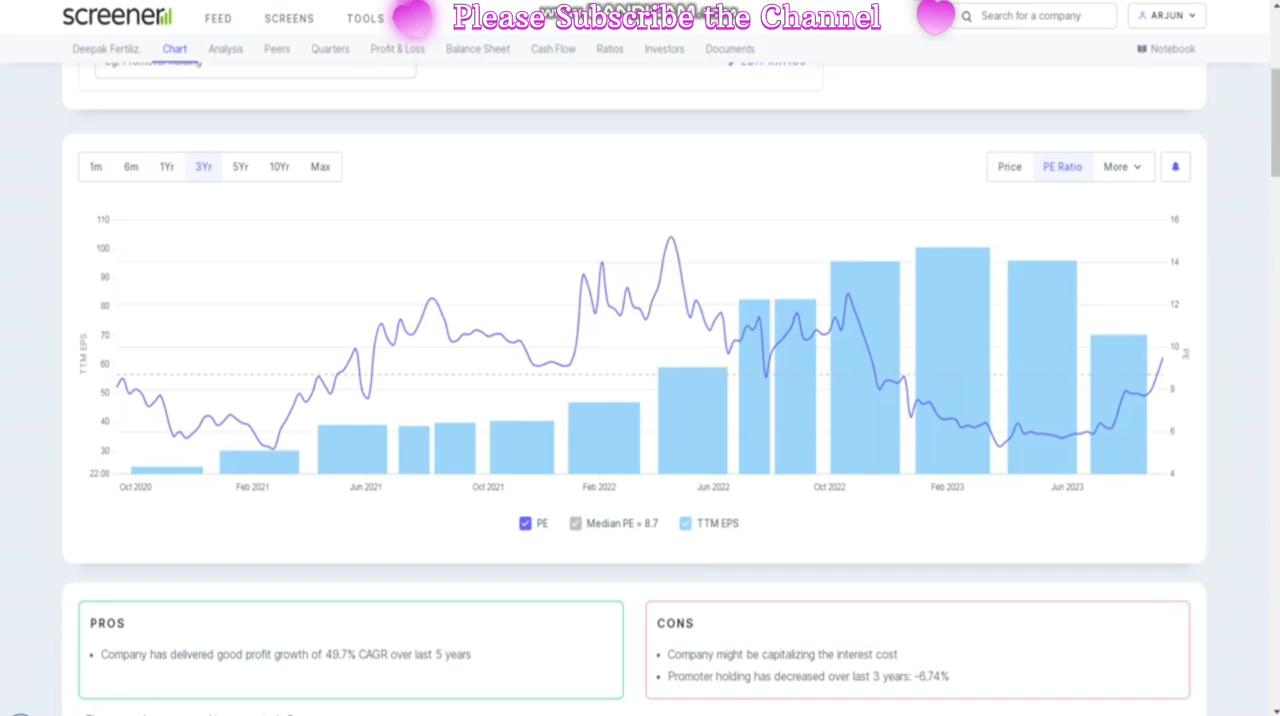 screener
FEED
SCREENS
TOOLS
Please Subscribe the Channel
Search for a company
ARJUN
Deepak Fertiliz.
Chart
Analysis
Peers
Quarters
Profit & Loss
Balance Sheet
Cash Flow
Ratios
Investors
Documents
Notebook
1m 6m 1Yr 3Yr 5Yr 10Yr Max
Price PE Ratio More
110
100
90
80
70
60
50
40
30
22.08
TTM EPS
16
14
12
10
8
6
4
PE
Oct 2020 Feb 2021 Jun 2021 Oct 2021 Feb 2022 Jun 2022 Oct 2022 Feb 2023 Jun 2023
PE Median PE = 8.7 TTM EPS
PROS
• Company has delivered good profit growth of 49.7% CAGR over last 5 years
CONS
• Company might be capitalizing the interest cost
• Promoter holding has decreased over last 3 years: -6.74%